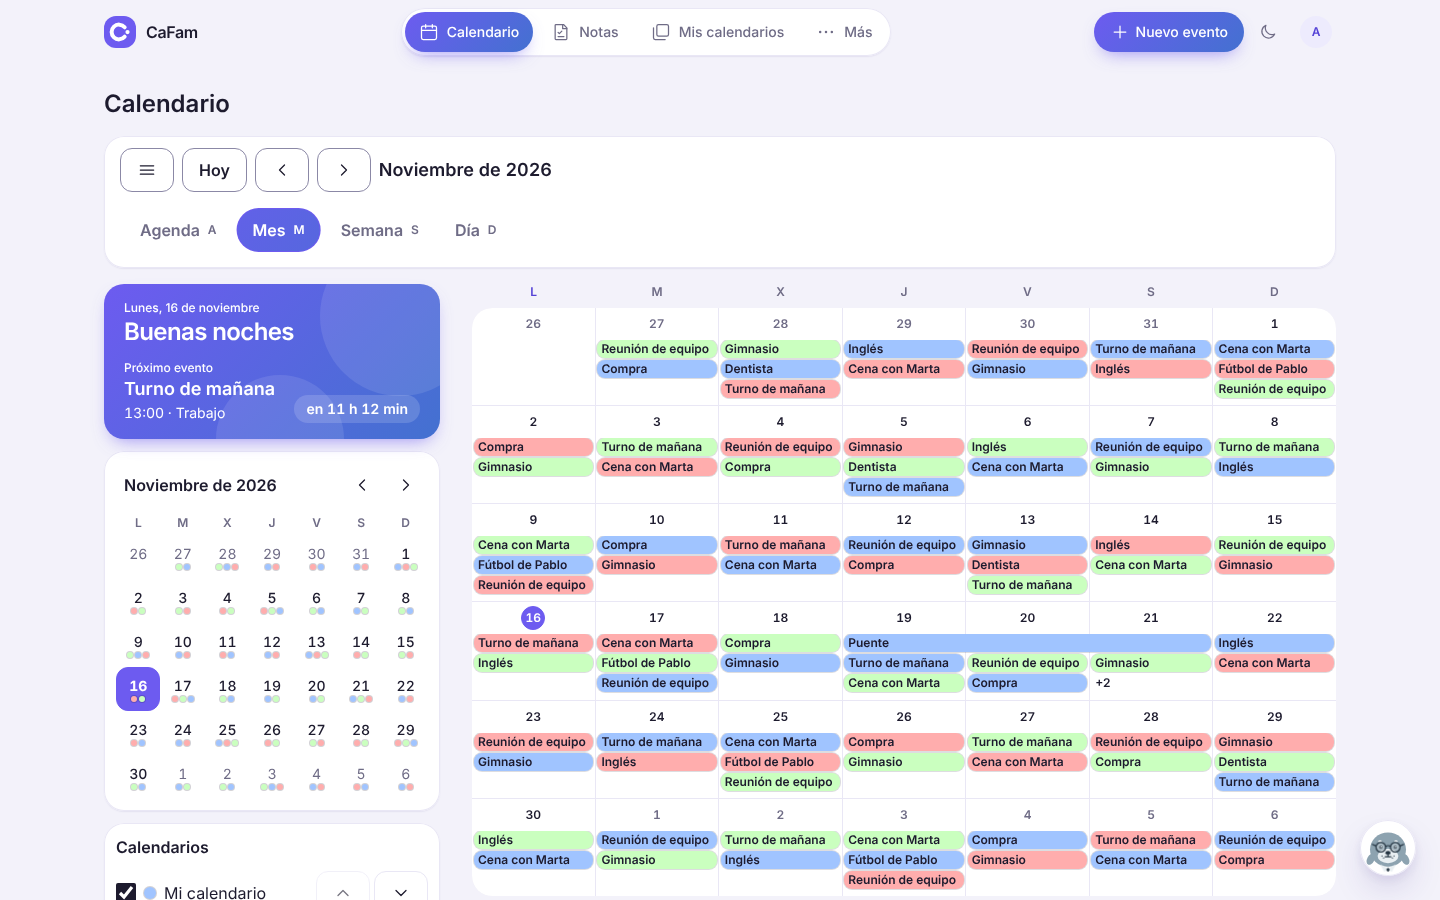 CaFam
Calendario
Notas
Mis calendarios
Más
Nuevo evento
A
Calendario
Hoy
Noviembre de 2026
Agenda A
Mes M
Semana S
Día D
Lunes, 16 de noviembre
Buenas noches
Próximo evento
Turno de mañana
13:00 · Trabajo
en 11 h 12 min
Noviembre de 2026
L M X J V S D
26 27 28 29 30 31 1
2 3 4 5 6 7 8
9 10 11 12 13 14 15
16 17 18 19 20 21 22
23 24 25 26 27 28 29
30 1 2 3 4 5 6
Calendarios
Mi calendario
L M X J V S D
26 27 28 29 30 31 1
Reunión de equipo Gimnasio Inglés Reunión de equipo Turno de mañana Cena con Marta
Compra Dentista Cena con Marta Gimnasio Inglés Fútbol de Pablo
Turno de mañana Reunión de equipo
2 3 4 5 6 7 8
Compra Turno de mañana Reunión de equipo Gimnasio Inglés Reunión de equipo Turno de mañana
Gimnasio Cena con Marta Compra Dentista Cena con Marta Gimnasio Inglés
Turno de mañana
9 10 11 12 13 14 15
Cena con Marta Compra Turno de mañana Reunión de equipo Gimnasio Inglés Reunión de equipo
Fútbol de Pablo Gimnasio Cena con Marta Compra Dentista Cena con Marta Gimnasio
Reunión de equipo Turno de mañana
16 17 18 19 20 21 22
Turno de mañana Cena con Marta Compra Puente Inglés
Inglés Fútbol de Pablo Gimnasio Turno de mañana Reunión de equipo Gimnasio Cena con Marta
Reunión de equipo Cena con Marta Compra +2
23 24 25 26 27 28 29
Reunión de equipo Turno de mañana Cena con Marta Compra Turno de mañana Reunión de equipo Gimnasio
Gimnasio Inglés Fútbol de Pablo Gimnasio Cena con Marta Compra Dentista
Reunión de equipo Turno de mañana
30 1 2 3 4 5 6
Inglés Reunión de equipo Turno de mañana Cena con Marta Compra Turno de mañana Reunión de equipo
Cena con Marta Gimnasio Inglés Fútbol de Pablo Gimnasio Cena con Marta Compra
Reunión de equipo